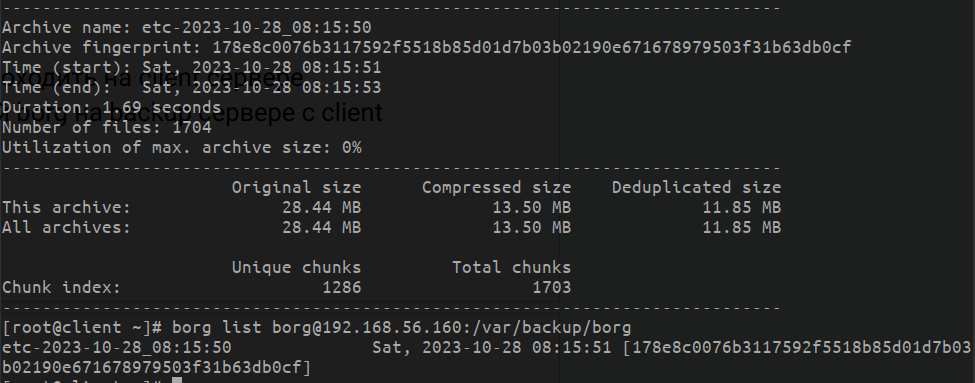 --------------------------------------------------------------------------------
Archive name: etc-2023-10-28_08:15:50
Archive fingerprint: 178e8c0076b3117592f5518b85d01d7b03b02190e671678979503f31b63db0cf
Time (start): Sat, 2023-10-28 08:15:51
Time (end):   Sat, 2023-10-28 08:15:53
Duration: 1.69 seconds
Number of files: 1704
Utilization of max. archive size: 0%
--------------------------------------------------------------------------------
                       Original size      Compressed size    Deduplicated size
This archive:               28.44 MB             13.50 MB             11.85 MB
All archives:               28.44 MB             13.50 MB             11.85 MB
                       Unique chunks         Total chunks
Chunk index:                    1286                 1703
--------------------------------------------------------------------------------
[root@client ~]# borg list borg@192.168.56.160:/var/backup/borg
etc-2023-10-28_08:15:50              Sat, 2023-10-28 08:15:51 [178e8c0076b3117592f5518b85d01d7b03
b02190e671678979503f31b63db0cf]
на client сервере
borg на backup сервере с client